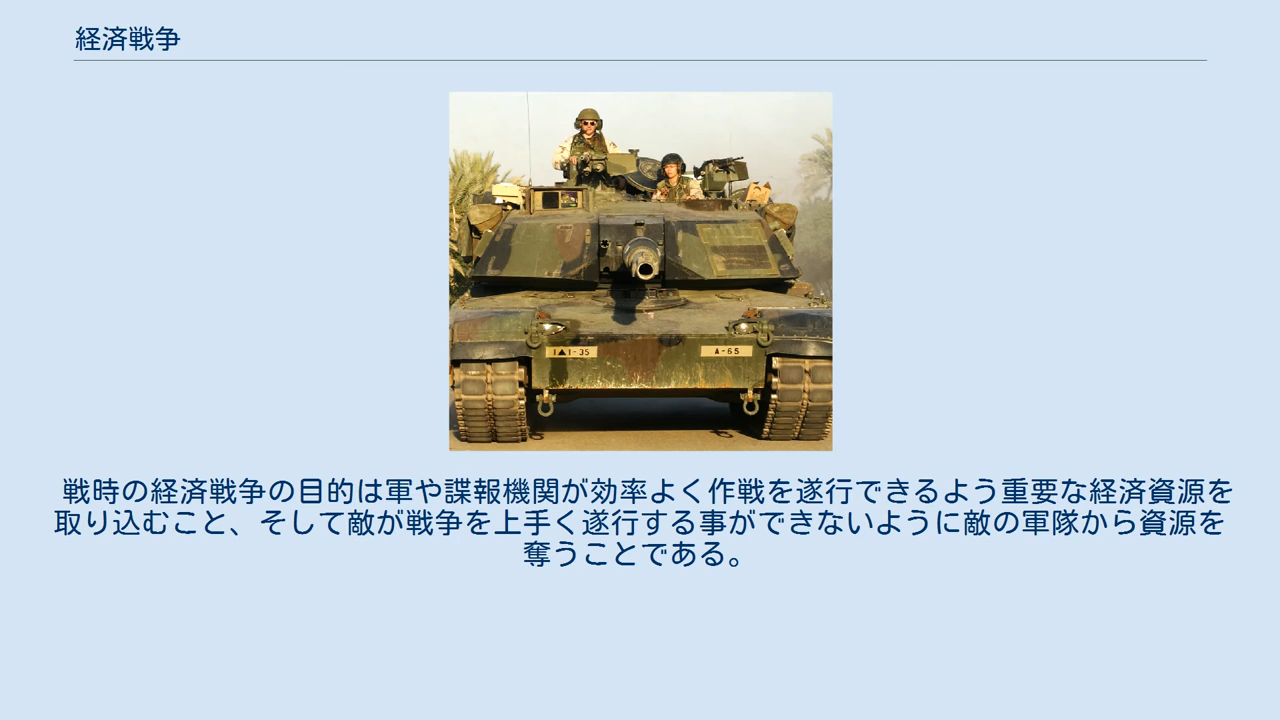 経済戦争
1▲1-35
A-65
戦時の経済戦争の目的は軍や諜報機関が効率よく作戦を遂行できるよう重要な経済資源を
取り込むこと、そして敵が戦争を上手く遂行する事ができないように敵の軍隊から資源を
奪うことである。